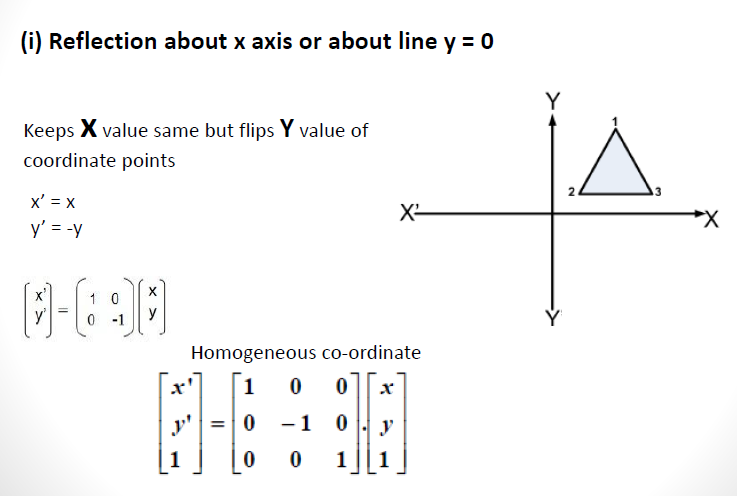 (i) Reflection about x axis or about line y = 0
Keeps X value same but flips Y value of
coordinate points
x' = x
y' = -y
(x') = (1 0) (x)
(y') (0 -1) (y)
Homogeneous co-ordinate
[x'] = [1 0 0] . [x]
[y'] [0 -1 0] [y]
[1] [0 0 1] [1]
Y
1
2
3
X'
X
Y'